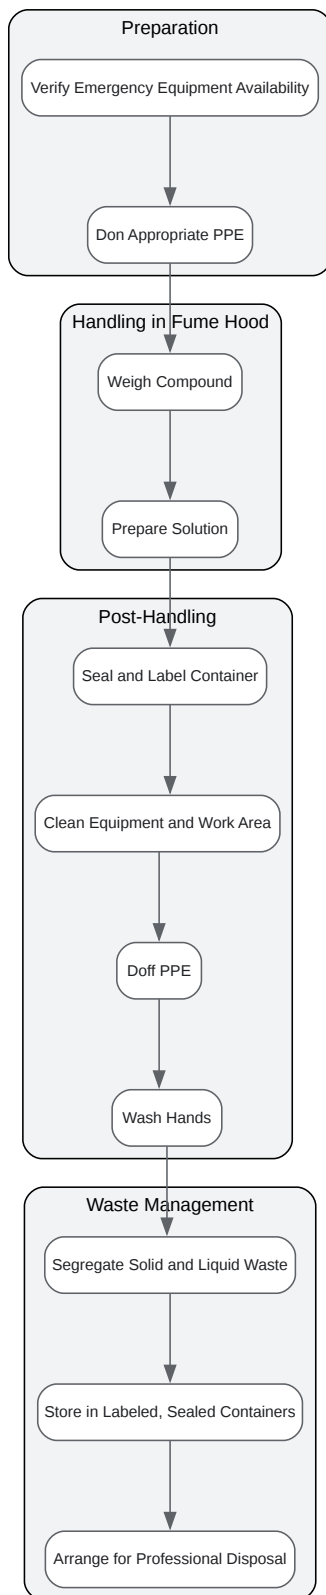 Preparation
Verify Emergency Equipment Availability
Don Appropriate PPE
Handling in Fume Hood
Weigh Compound
Prepare Solution
Post-Handling
Seal and Label Container
Clean Equipment and Work Area
Doff PPE
Wash Hands
Waste Management
Segregate Solid and Liquid Waste
Store in Labeled, Sealed Containers
Arrange for Professional Disposal